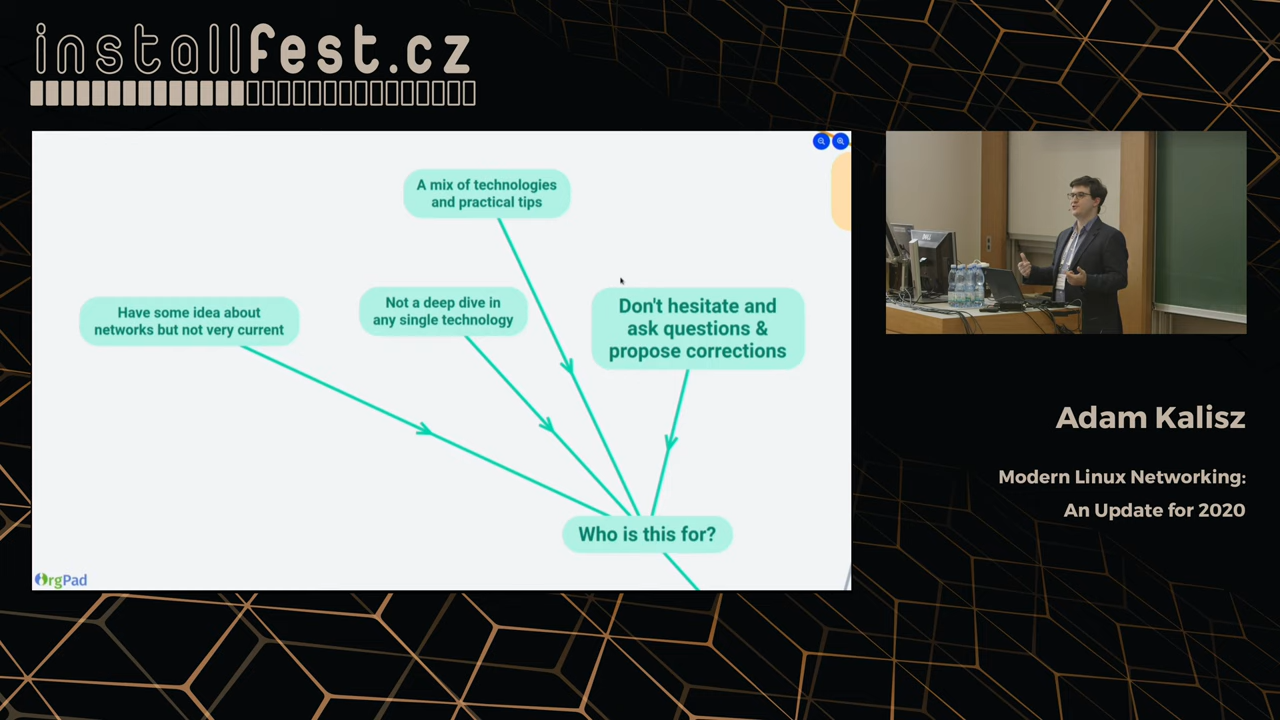 installfest.cz
A mix of technologies
and practical tips
Have some idea about
networks but not very current
Not a deep dive in
any single technology
Don't hesitate and
ask questions &
propose corrections
Who is this for?
OrgPad
Adam Kalisz
Modern Linux Networking:
An Update for 2020